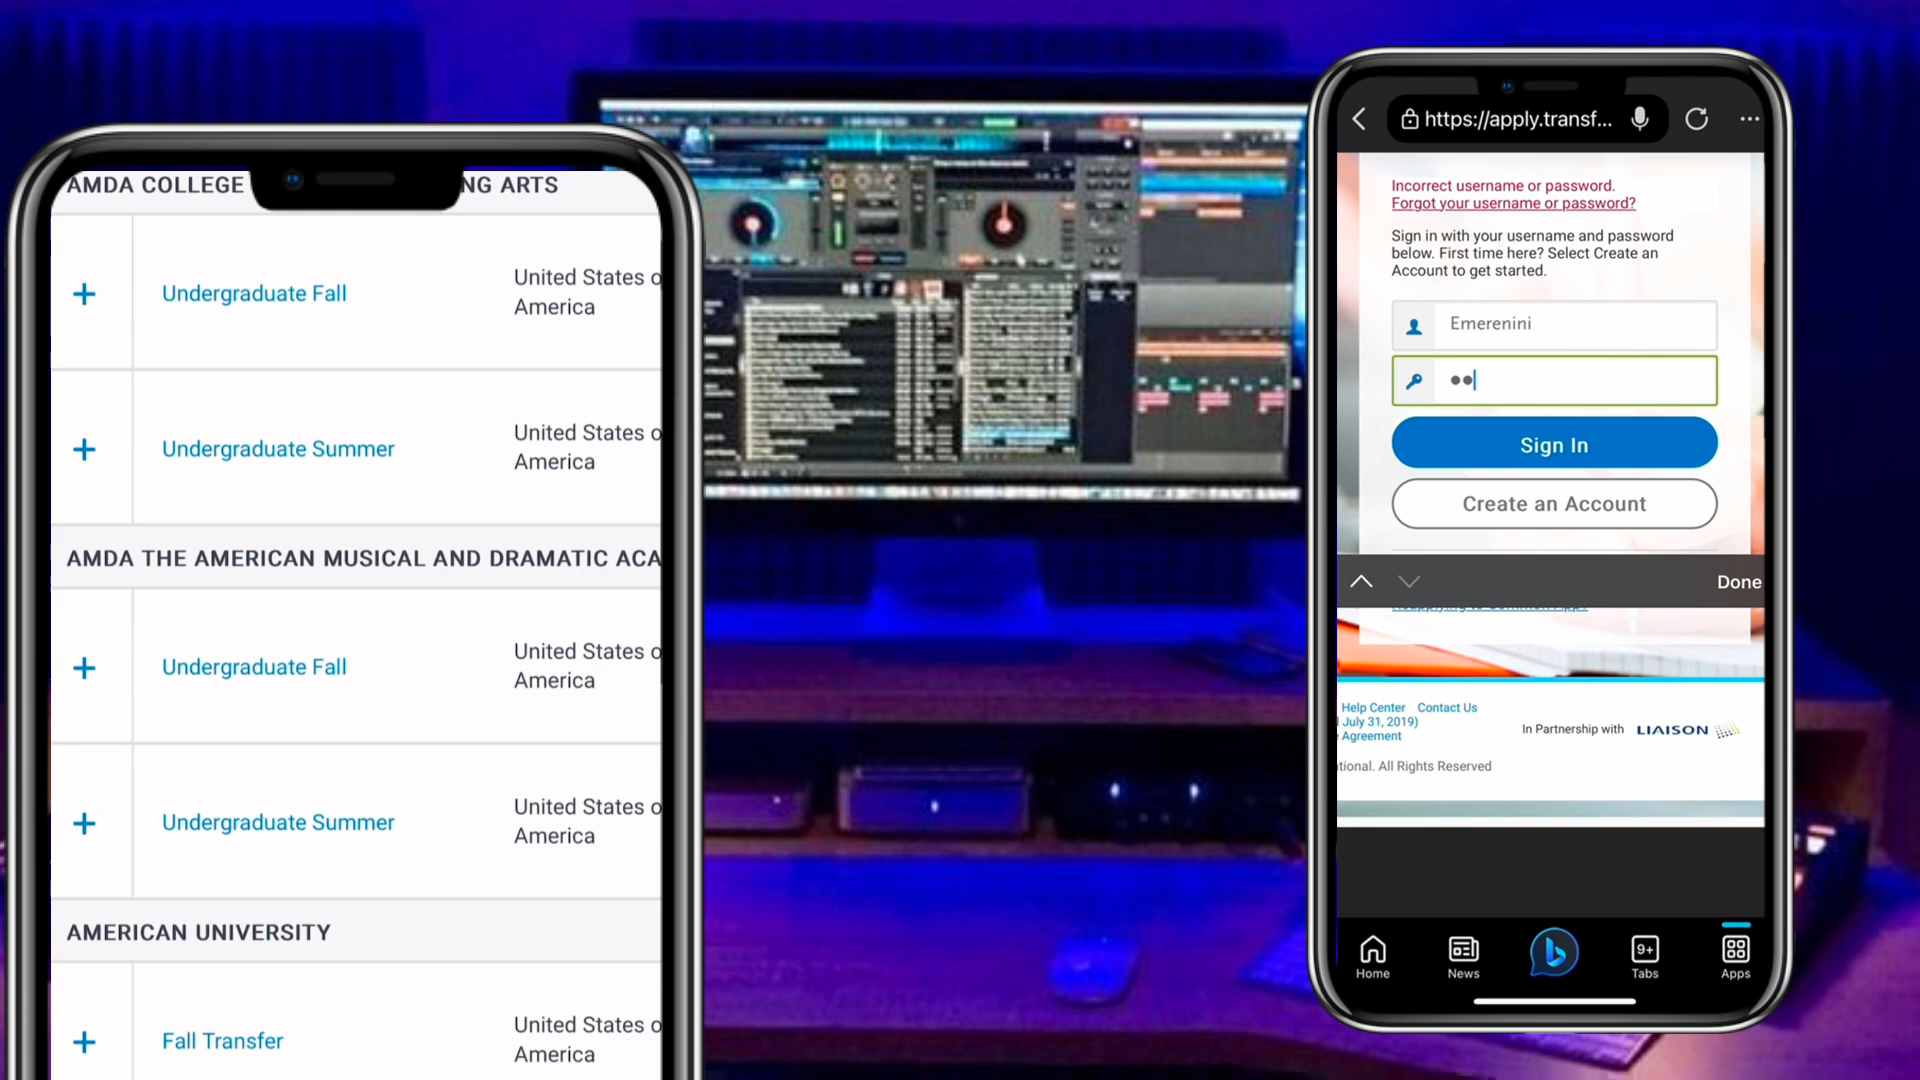 AMDA COLLEGE
NG ARTS
Undergraduate Fall
United States o
America
Undergraduate Summer
United States o
America
AMDA THE AMERICAN MUSICAL AND DRAMATIC ACA
Undergraduate Fall
United States o
America
Undergraduate Summer
United States o
America
AMERICAN UNIVERSITY
Fall Transfer
United States o
America
https://apply.transf...
Incorrect username or password.
Forgot your username or password?
Sign in with your username and password
below. First time here? Select Create an
Account to get started.
Emerenini
Sign In
Create an Account
Done
Help Center Contact Us
July 31, 2019)
Agreement
In Partnership with LIAISON
tional. All Rights Reserved
Home
News
9+
Tabs
Apps